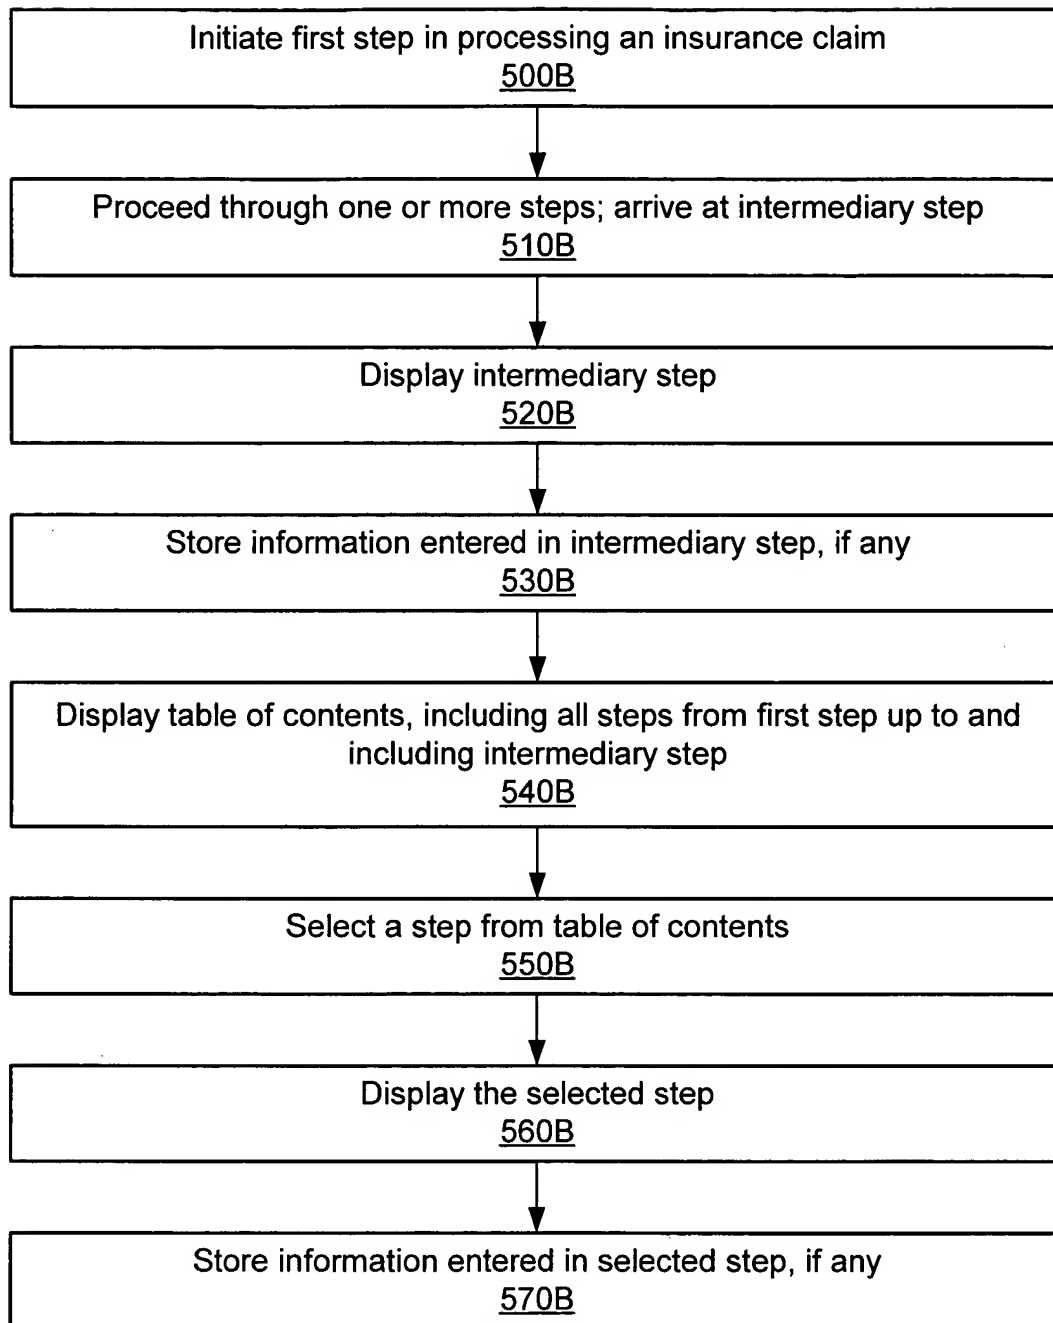 Initiate first step in processing an insurance claim
500B
Proceed through one or more steps; arrive at intermediary step
510B
Display intermediary step
520B
Store information entered in intermediary step, if any
530B
Display table of contents, including all steps from first step up to and
including intermediary step
540B
Select a step from table of contents
550B
Display the selected step
560B
Store information entered in selected step, if any
570B